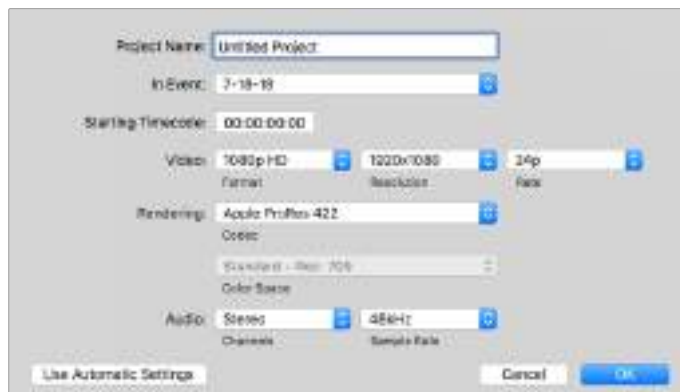 Project Name: Untitled Project
In Event: 7-18-18
Starting Timecode: 00:00:00:00
Video: 1080p HD 1920x1080 24p
Format Resolution Rate
Rendering: Apple ProRes 422
Codec
Standard - Rec. 709
Color Space
Audio: Stereo 48kHz
Channels Sample Rate
Use Automatic Settings Cancel OK